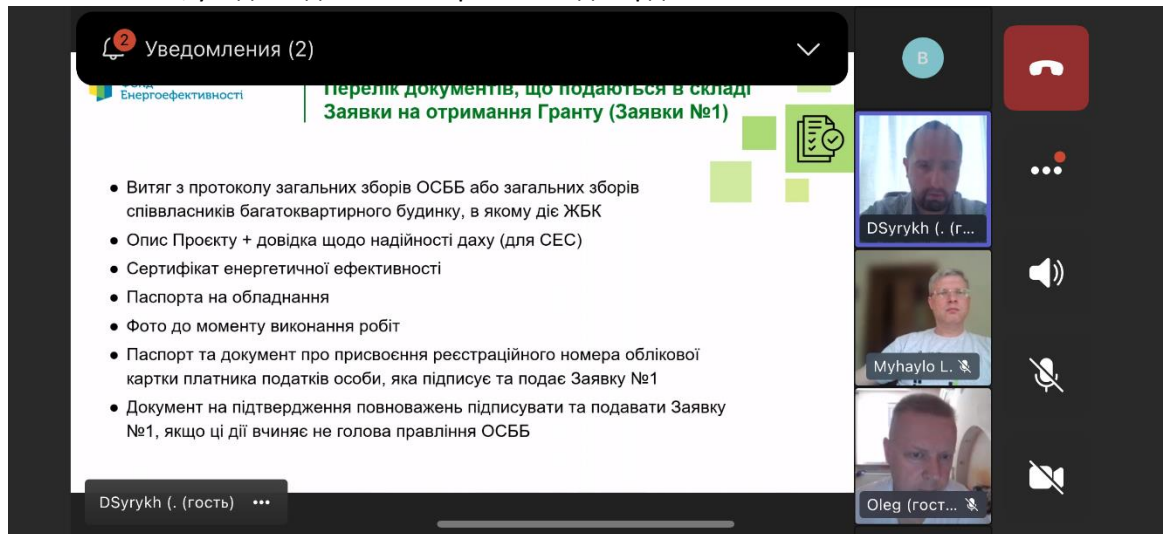 2
Уведомления (2)
Енергоефективності
Перелік документів, що подаються в складі
Заявки на отримання Гранту (Заявки №1)
● Витяг з протоколу загальних зборів ОСББ або загальних зборів
співвласників багатоквартирного будинку, в якому діє ЖБК
● Опис Проєкту + довідка щодо надійності даху (для СЕС)
● Сертифікат енергетичної ефективності
● Паспорта на обладнання
● Фото до моменту виконання робіт
● Паспорт та документ про присвоєння реєстраційного номера облікової
картки платника податків особи, яка підписує та подає Заявку №1
● Документ на підтвердження повноважень підписувати та подавати Заявку
№1, якщо ці дії вчиняє не голова правління ОСББ
DSyrykh (. (гость) •••
B
DSyrykh (. (г...
Myhaylo L.
Oleg (гост...